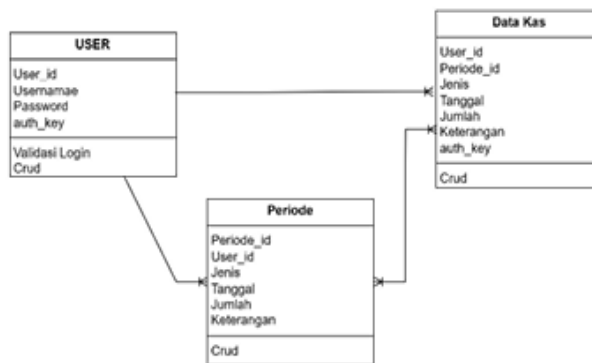 USER
User_id
Usernamae
Password
auth_key
Validasi Login
Crud
Data Kas
User_id
Periode_id
Jenis
Tanggal
Jumlah
Keterangan
auth_key
Crud
Periode
Periode_id
User_id
Jenis
Tanggal
Jumlah
Keterangan
Crud